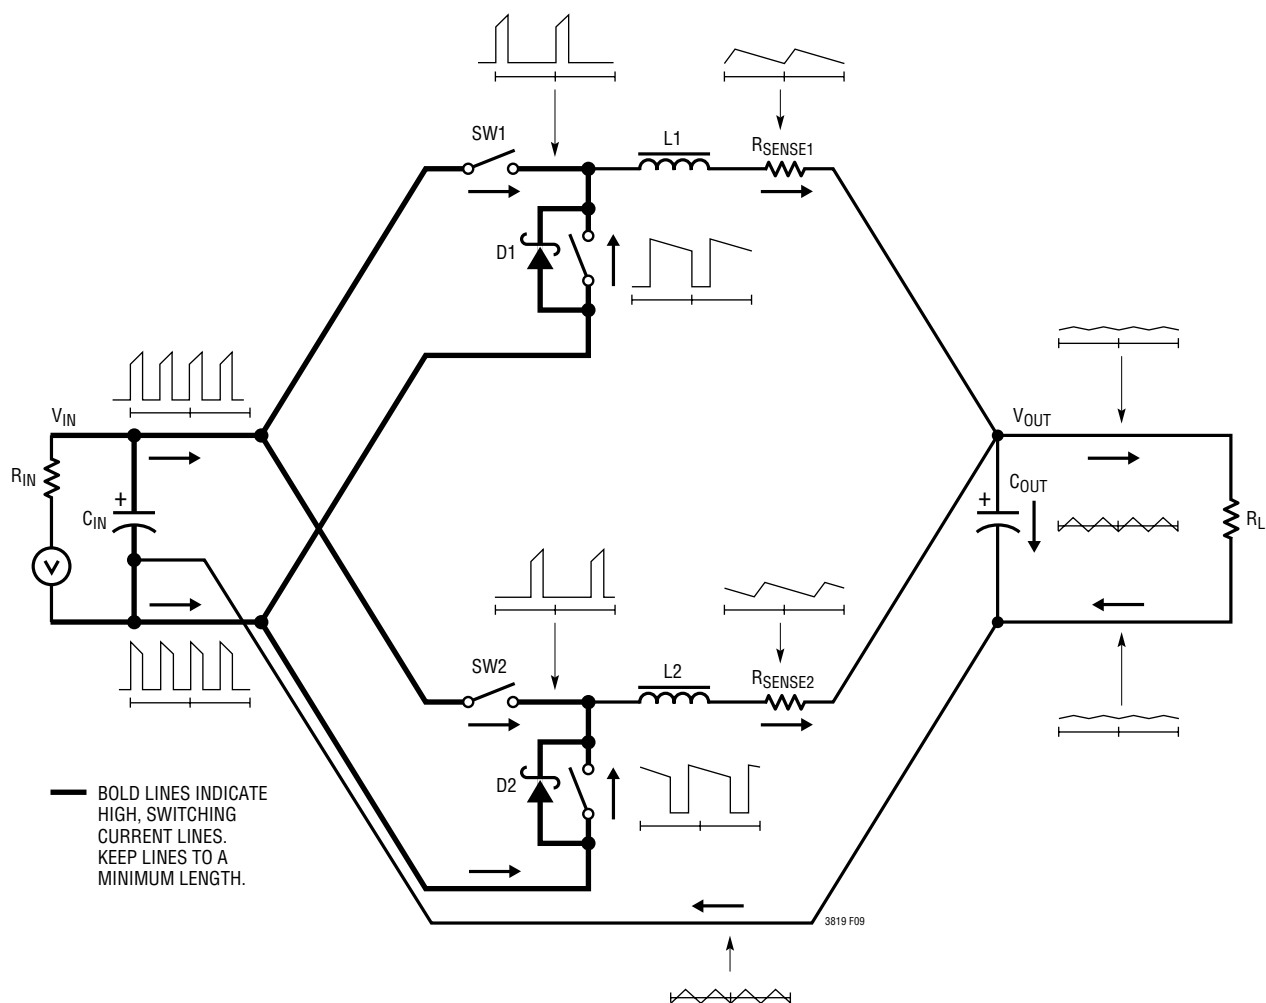 SW1
L1
RSENSE1
D1
VIN
RIN
+
CIN
V
VOUT
COUT
+
RL
SW2
L2
RSENSE2
D2
BOLD LINES INDICATE
HIGH, SWITCHING
CURRENT LINES.
KEEP LINES TO A
MINIMUM LENGTH.
3819 F09